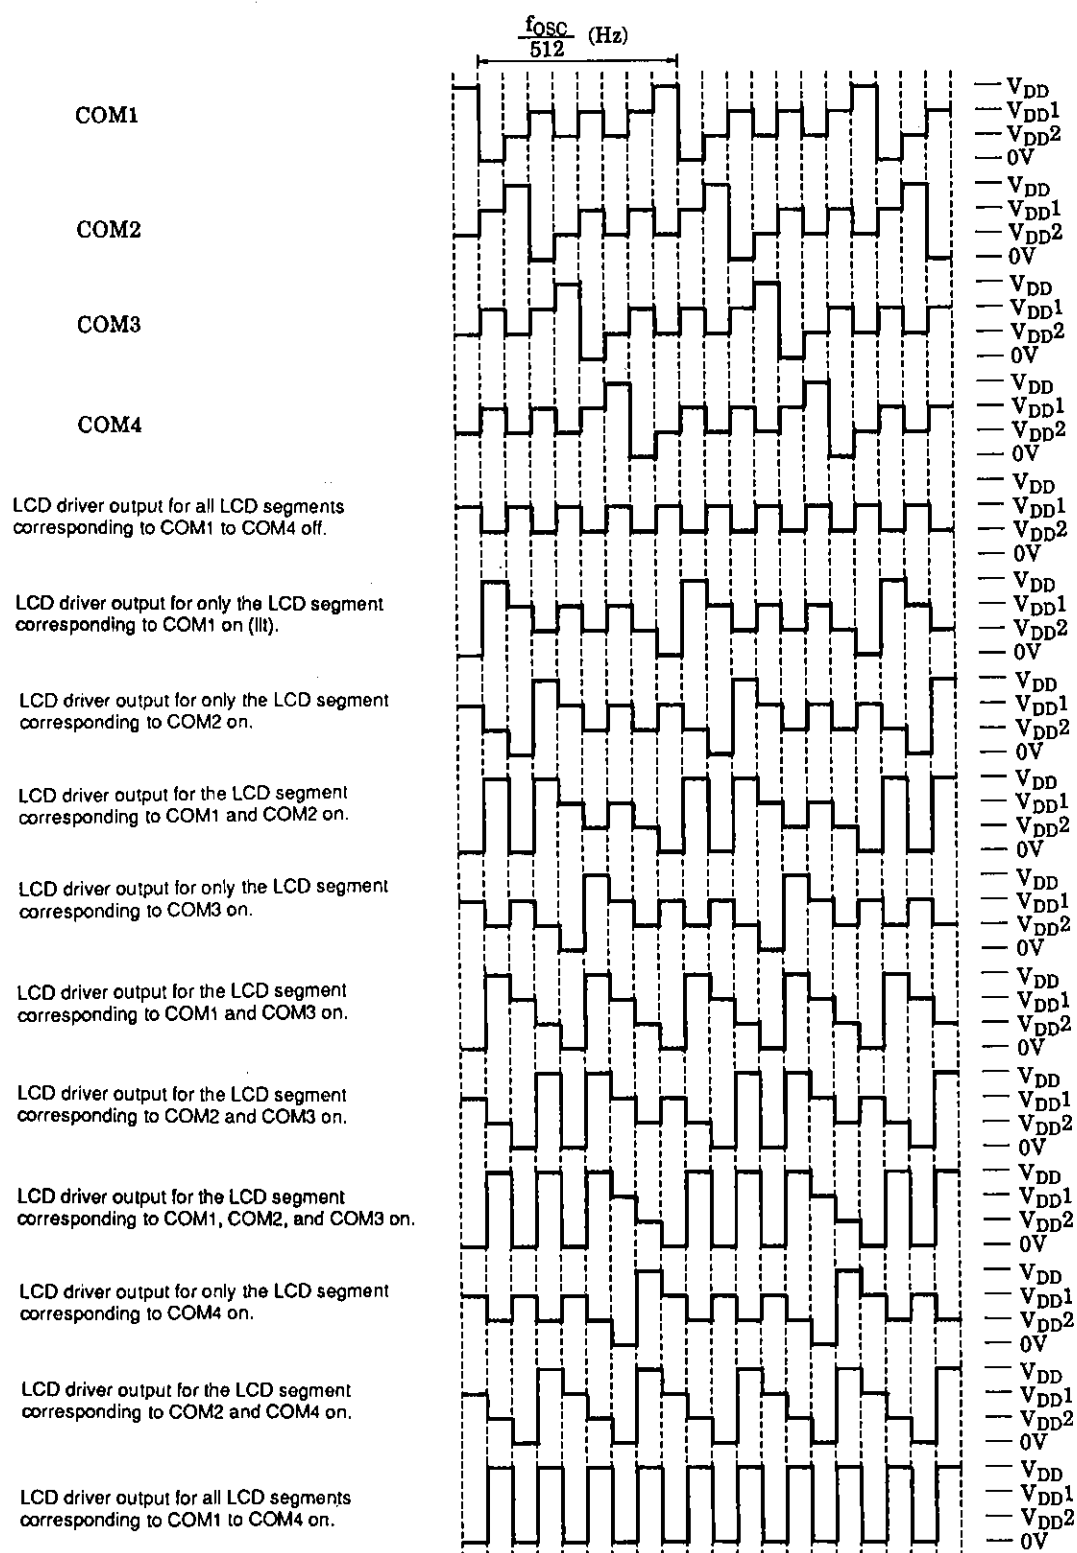 fOSC
512
(Hz)
COM1
VDD
VDD1
VDD2
0V
COM2
VDD
VDD1
VDD2
0V
COM3
VDD
VDD1
VDD2
0V
COM4
VDD
VDD1
VDD2
0V
LCD driver output for all LCD segments
corresponding to COM1 to COM4 off.
VDD
VDD1
VDD2
0V
LCD driver output for only the LCD segment
corresponding to COM1 on (lit).
VDD
VDD1
VDD2
0V
LCD driver output for only the LCD segment
corresponding to COM2 on.
VDD
VDD1
VDD2
0V
LCD driver output for the LCD segment
corresponding to COM1 and COM2 on.
VDD
VDD1
VDD2
0V
LCD driver output for only the LCD segment
corresponding to COM3 on.
VDD
VDD1
VDD2
0V
LCD driver output for the LCD segment
corresponding to COM1 and COM3 on.
VDD
VDD1
VDD2
0V
LCD driver output for the LCD segment
corresponding to COM2 and COM3 on.
VDD
VDD1
VDD2
0V
LCD driver output for the LCD segment
corresponding to COM1, COM2, and COM3 on.
VDD
VDD1
VDD2
0V
LCD driver output for only the LCD segment
corresponding to COM4 on.
VDD
VDD1
VDD2
0V
LCD driver output for the LCD segment
corresponding to COM2 and COM4 on.
VDD
VDD1
VDD2
0V
LCD driver output for all LCD segments
corresponding to COM1 to COM4 on.
VDD
VDD1
VDD2
0V